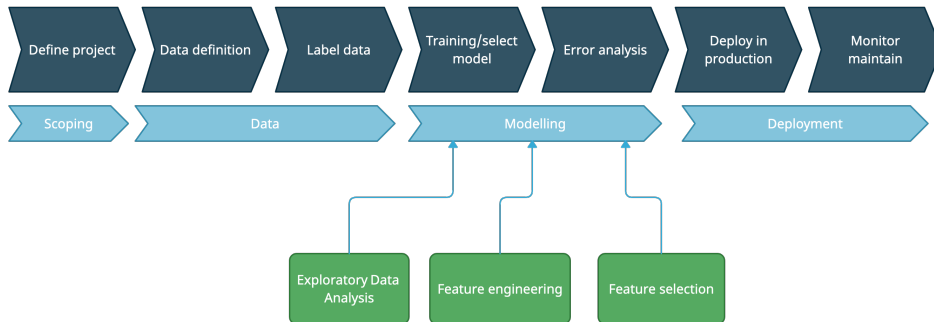 Define project
Data definition
Label data
Training/select
model
Error analysis
Deploy in
production
Monitor
maintain
Scoping
Data
Modelling
Deployment
Exploratory Data
Analysis
Feature engineering
Feature selection